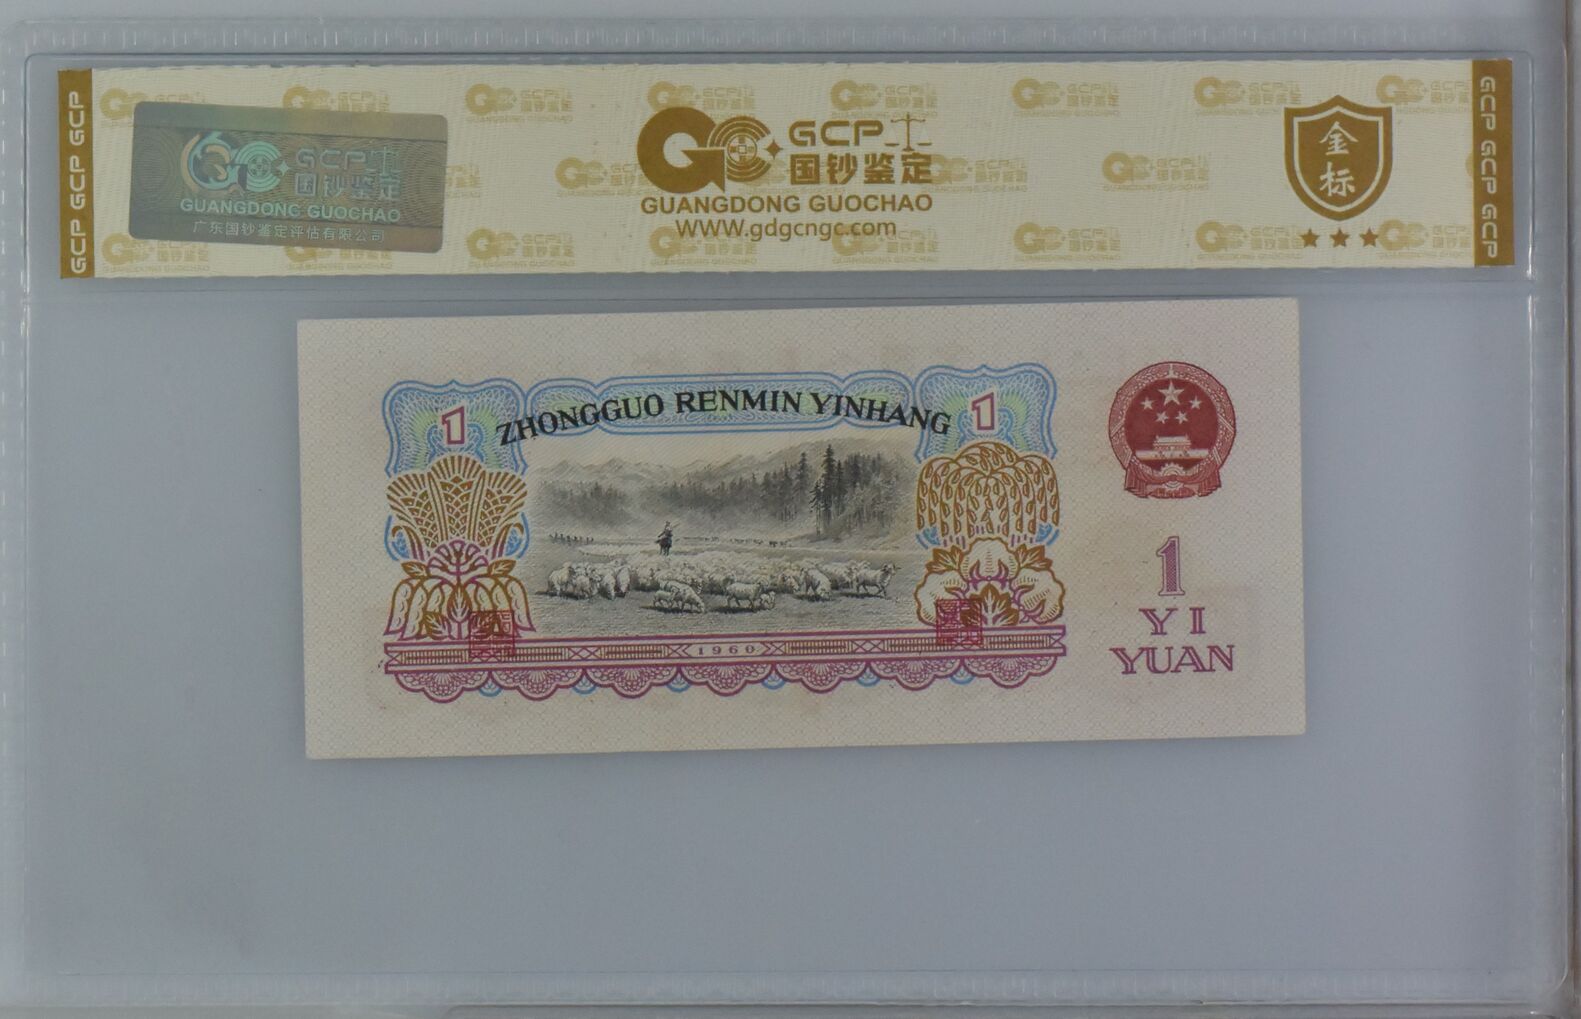 GCP GCP GCP
GCP
国钞鉴定
GUANGDONG GUOCHAO
广东国钞鉴定评估有限公司
GCP
国钞鉴定
GUANGDONG GUOCHAO
www.gdgcngc.com
金标
GCP GCP GCP
ZHONGGUO RENMIN YINHANG
1
1
1960
1
YI
YUAN